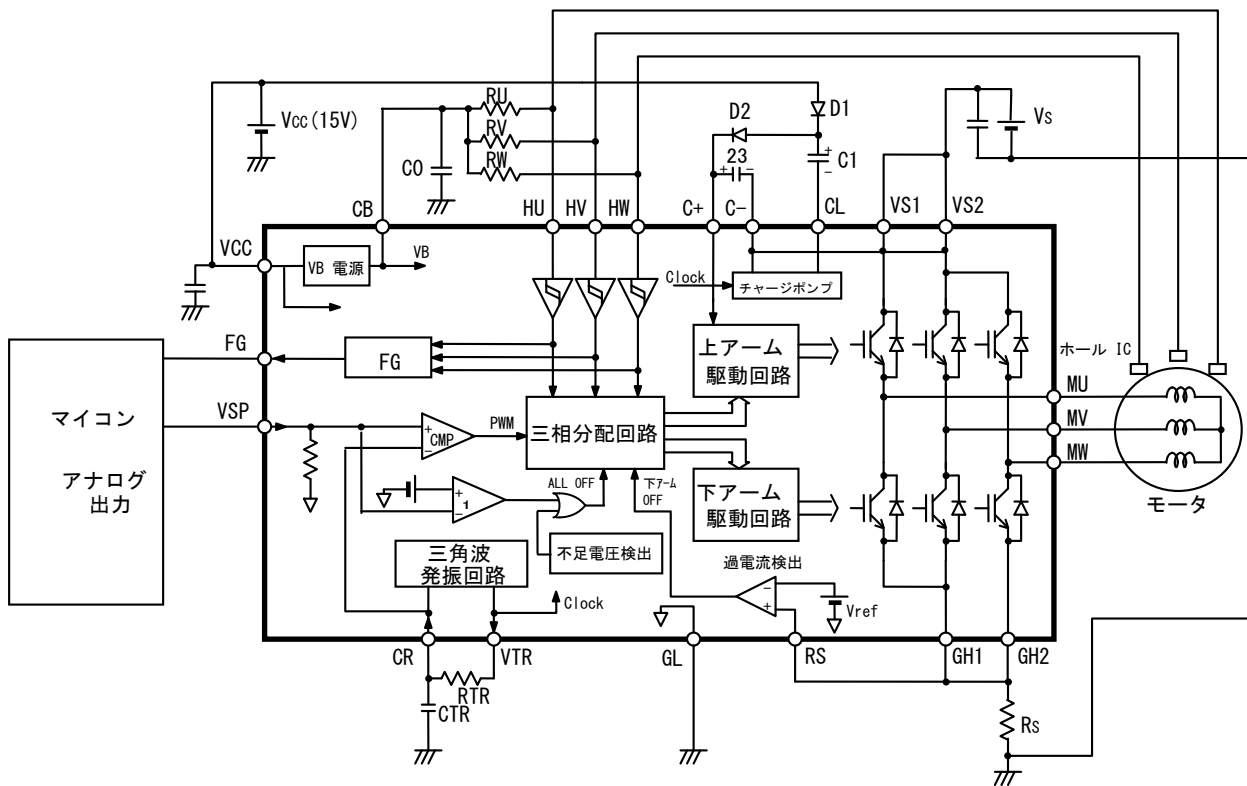 RU
RV
RW
VCC(15V)
C0
D2
D1
23
+ -
+
-
C1
VS
CB
HU
HV
HW
C+
C-
CL
VS1
VS2
VCC
VB 電源
VB
Clock
チャージポンプ
FG
FG
上アーム
駆動回路
ホール IC
マイコン
アナログ
出力
VSP
+
-
CMP
PWM
三相分配回路
MU
MV
MW
モータ
ALL OFF
下アーム
OFF
+
-
1
下アーム
駆動回路
不足電圧検出
三角波
発振回路
過電流検出
-
+
Vref
Clock
CR
VTR
GL
RS
GH1
GH2
RTR
CTR
RS